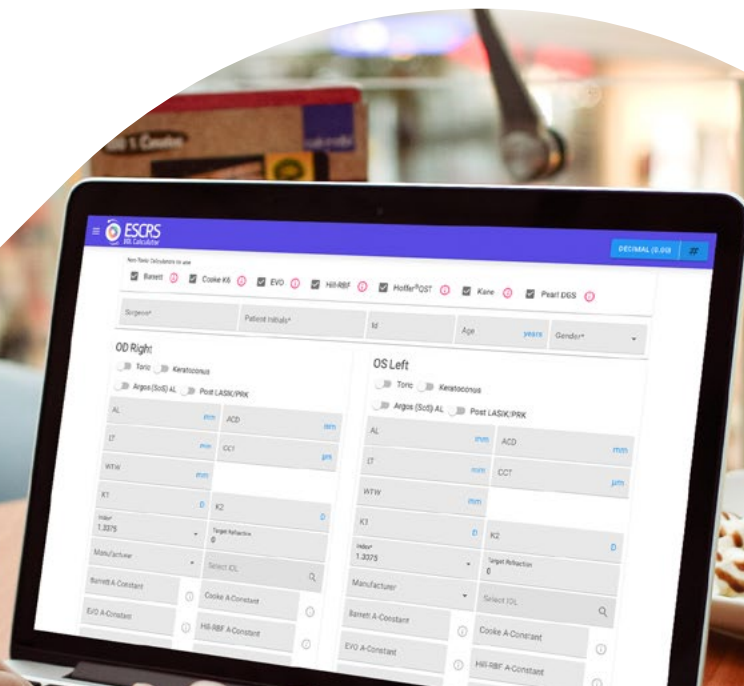 ESCRS
IOL Calculator
DECIMAL (0.00)
Non-Toric Calculators to use
Barrett Cooke K6 EVO Hill-RBF Hoffer®QST Kane Pearl DGS
Surgeon* Patient Initials* Id Age years Gender*
OD Right
Toric Keratoconus
Argos (SoS) AL Post LASIK/PRK
AL mm ACD mm
LT mm CCT µm
WTW mm
K1 D K2 D
Index* Target Refraction
1.3375 0
Manufacturer Select IOL
Barrett A-Constant Cooke A-Constant
EVO A-Constant Hill-RBF A-Constant
OS Left
Toric Keratoconus
Argos (SoS) AL Post LASIK/PRK
AL mm ACD mm
LT mm CCT µm
WTW mm
K1 D K2 D
Index* Target Refraction
1.3375 0
Manufacturer Select IOL
Barrett A-Constant Cooke A-Constant
EVO A-Constant Hill-RBF A-Constant